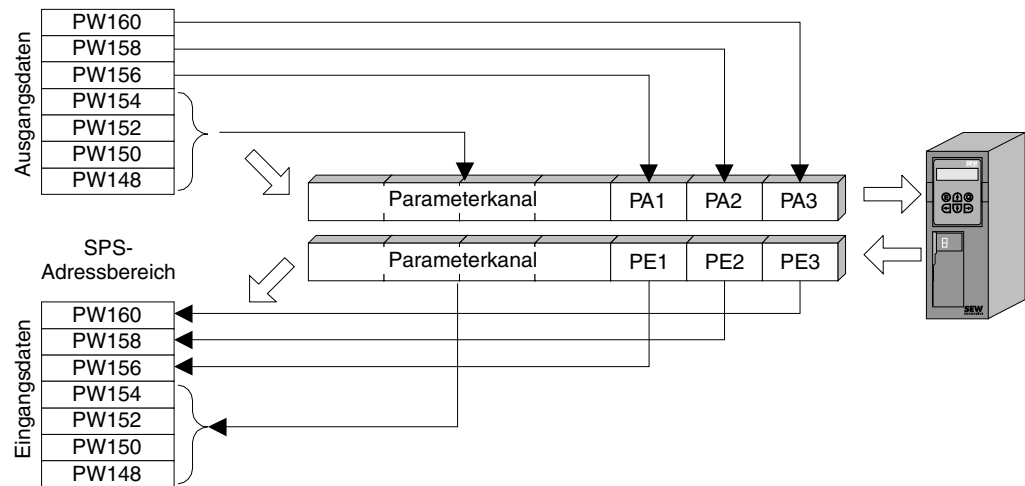 Ausgangsdaten
PW160
PW158
PW156
PW154
PW152
PW150
PW148
Parameterkanal PA1 PA2 PA3
SPS-
Adressbereich
Parameterkanal PE1 PE2 PE3
Eingangsdaten
PW160
PW158
PW156
PW154
PW152
PW150
PW148
SEW